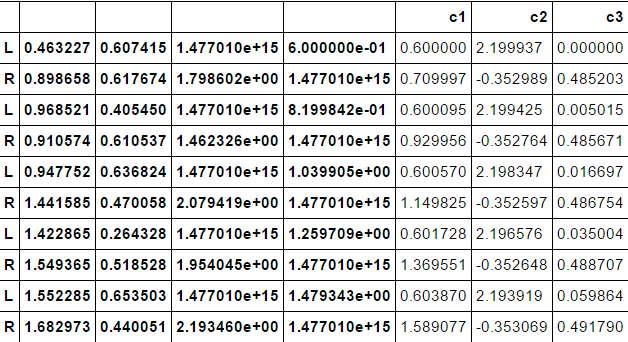 c1 c2 c3
L 0.463227 0.607415 1.477010e+15 6.000000e-01 0.600000 2.199937 0.000000
R 0.898658 0.617674 1.798602e+00 1.477010e+15 0.709997 -0.352989 0.485203
L 0.968521 0.405450 1.477010e+15 8.199842e-01 0.600095 2.199425 0.005015
R 0.910574 0.610537 1.462326e+00 1.477010e+15 0.929956 -0.352764 0.485671
L 0.947752 0.636824 1.477010e+15 1.039905e+00 0.600570 2.198347 0.016697
R 1.441585 0.470058 2.079419e+00 1.477010e+15 1.149825 -0.352597 0.486754
L 1.422865 0.264328 1.477010e+15 1.259709e+00 0.601728 2.196576 0.035004
R 1.549365 0.518528 1.954045e+00 1.477010e+15 1.369551 -0.352648 0.488707
L 1.552285 0.653503 1.477010e+15 1.479343e+00 0.603870 2.193919 0.059864
R 1.682973 0.440051 2.193460e+00 1.477010e+15 1.589077 -0.353069 0.491790